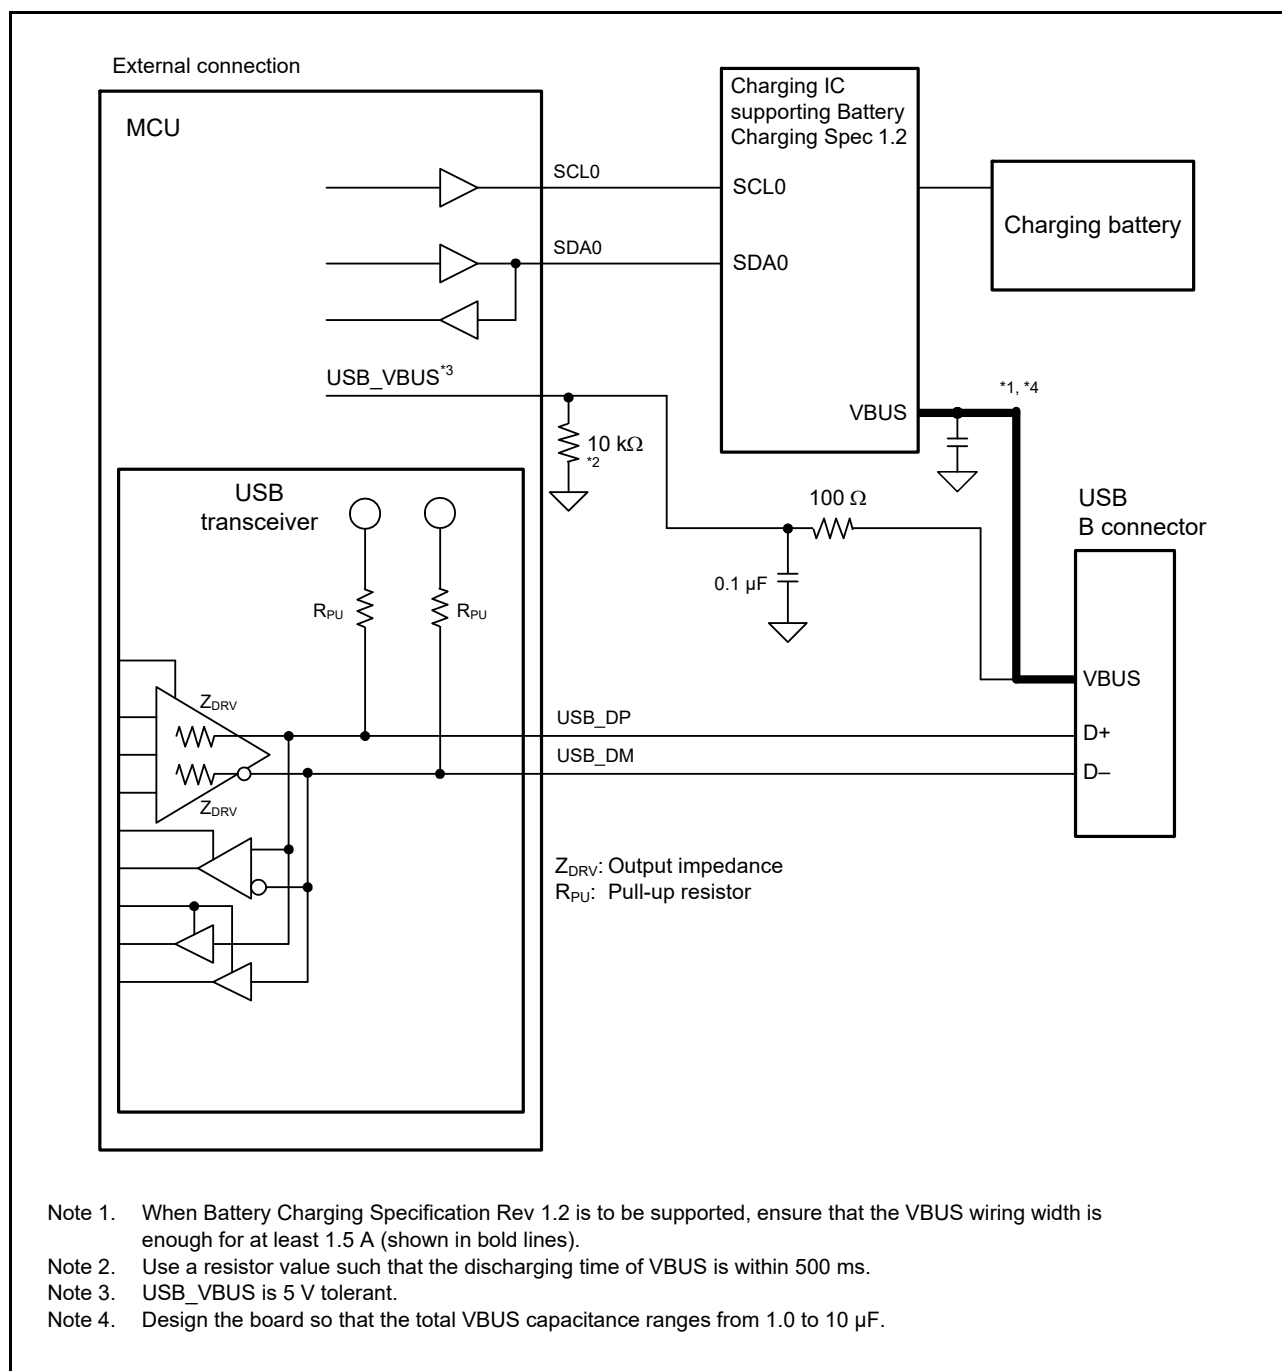 External connection
MCU
Charging IC
supporting Battery
Charging Spec 1.2
SCL0
SCL0
Charging battery
SDA0
SDA0
USB_VBUS*3
*1, *4
VBUS
10 kΩ
*2
USB
transceiver
100 Ω
USB
B connector
0.1 µF
RPU
RPU
VBUS
ZDRV
USB_DP
D+
USB_DM
D–
ZDRV
ZDRV: Output impedance
RPU: Pull-up resistor
Note 1. When Battery Charging Specification Rev 1.2 is to be supported, ensure that the VBUS wiring width is
enough for at least 1.5 A (shown in bold lines).
Note 2. Use a resistor value such that the discharging time of VBUS is within 500 ms.
Note 3. USB_VBUS is 5 V tolerant.
Note 4. Design the board so that the total VBUS capacitance ranges from 1.0 to 10 µF.